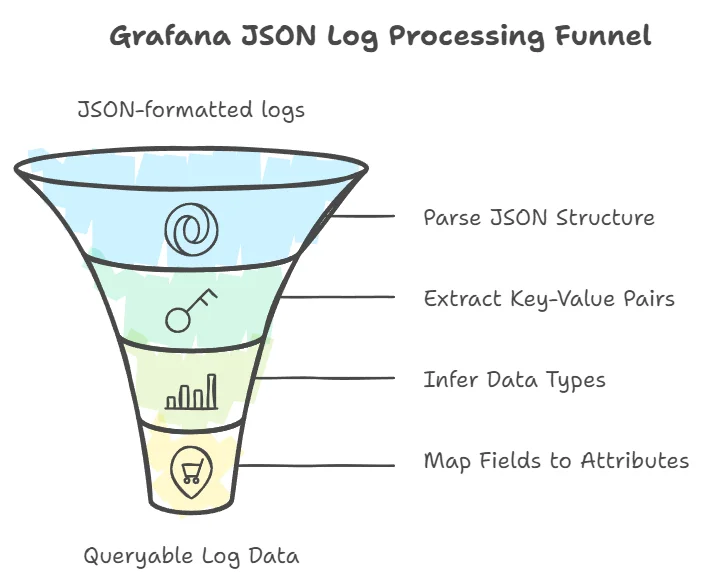 Grafana JSON Log Processing Funnel
JSON-formatted logs
Parse JSON Structure
Extract Key-Value Pairs
Infer Data Types
Map Fields to Attributes
Queryable Log Data